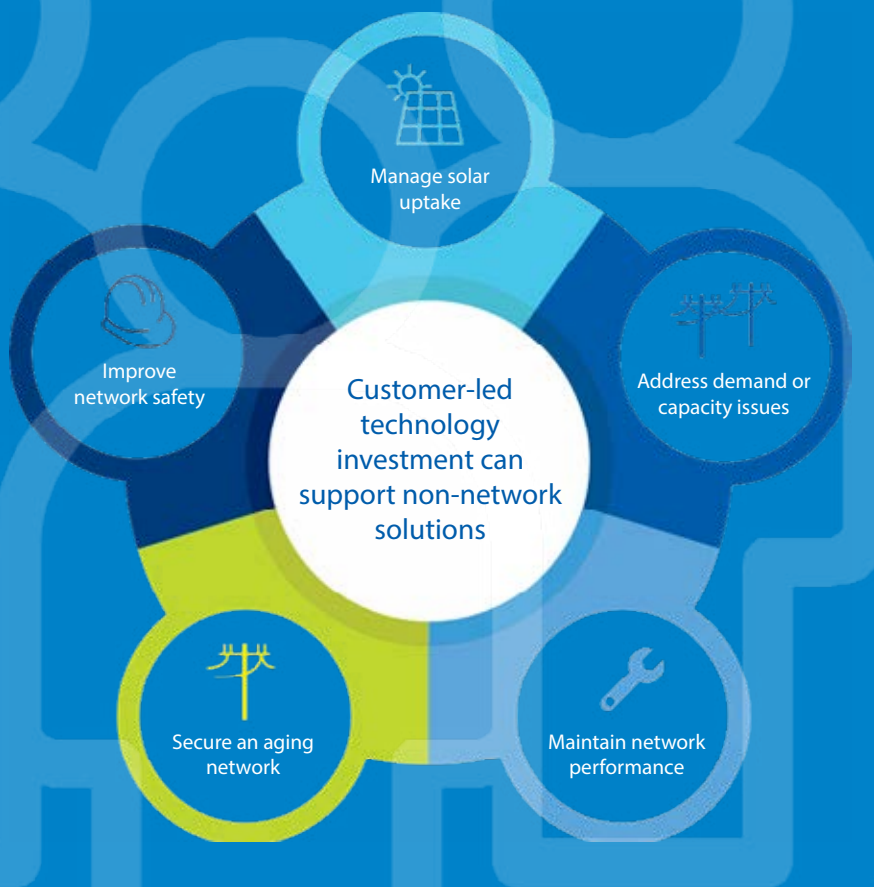 Manage solar
uptake
Improve
network safety
Address demand or
capacity issues
Customer-led
technology
investment can
support non-network
solutions
Secure an aging
network
Maintain network
performance